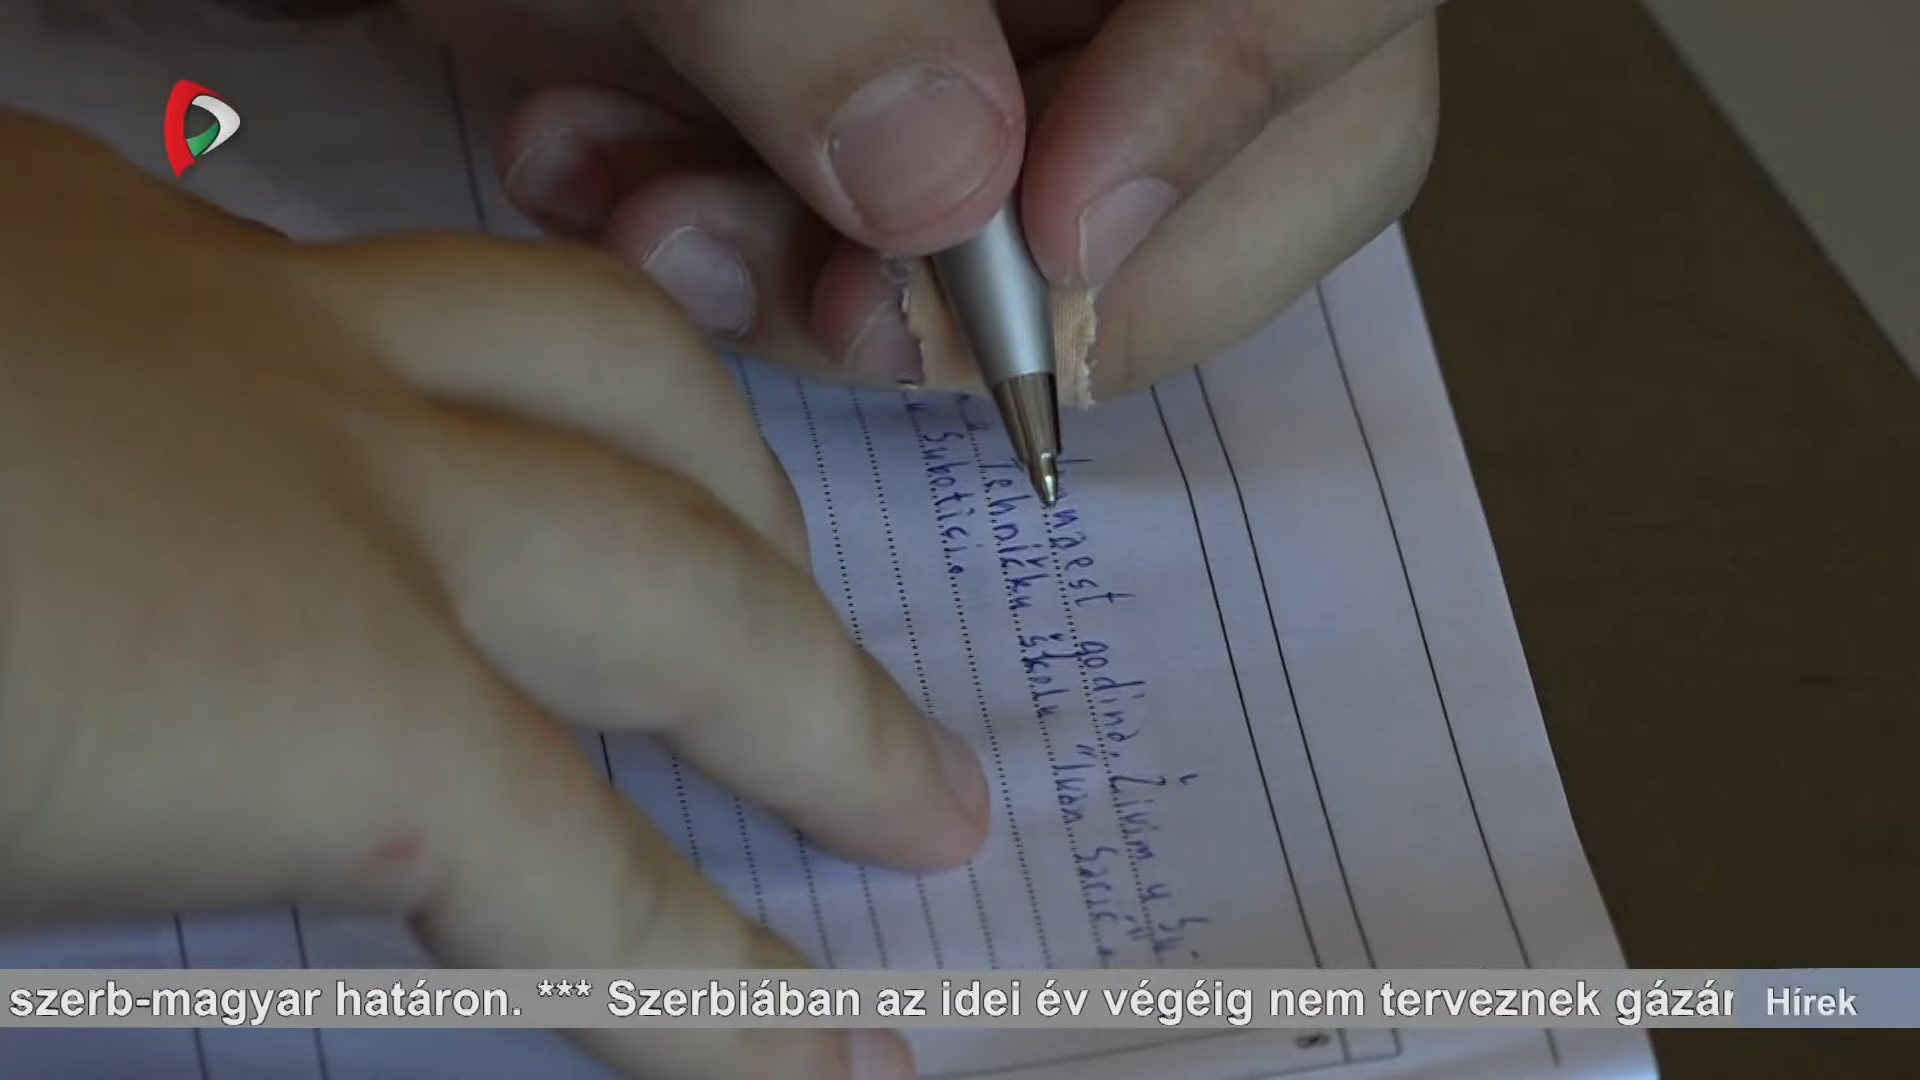 godina. Živim u Su
Tehničku školu "Ivan Sarić"
u Subotici.
8
szerb-magyar határon. *** Szerbiában az idei év végéig nem terveznek gázár
Hírek